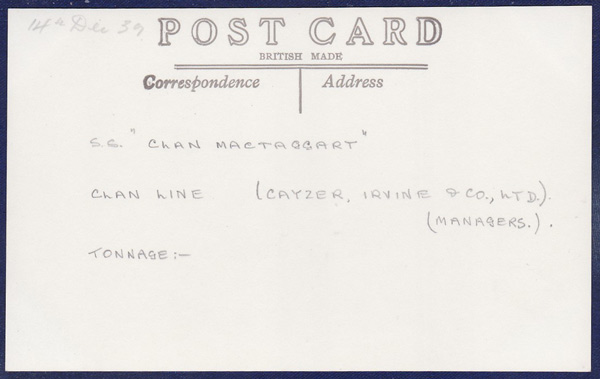 14th Dec 39
POST CARD
BRITISH MADE
Correspondence Address
S.S. "CLAN MACTAGGART"
CLAN LINE (CAYZER, IRVINE & CO., LTD.).
(MANAGERS.).
TONNAGE:-